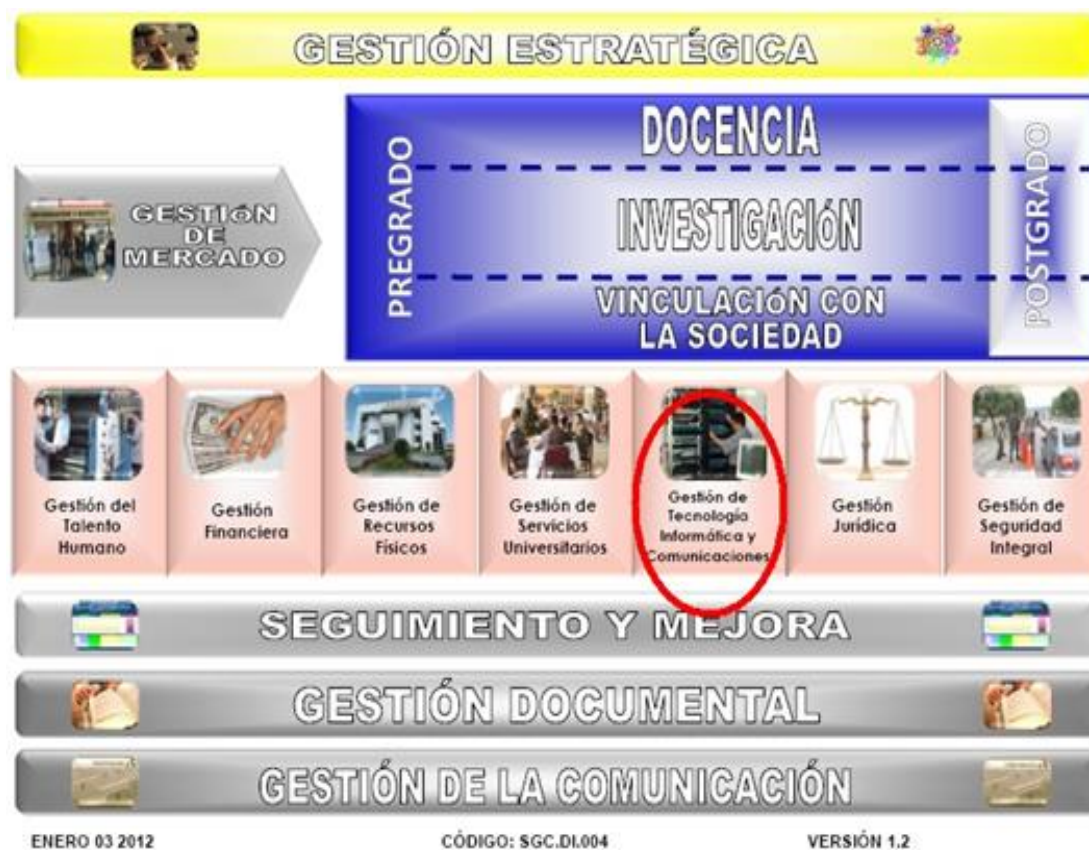 GESTIÓN ESTRATÉGICA
GESTIÓN
DE
MERCADO
PREGRADO
DOCENCIA
INVESTIGACIÓN
VINCULACIÓN CON
LA SOCIEDAD
POSTGRADO
Gestión del
Talento
Humano
Gestión
Financiera
Gestión de
Recursos
Físicos
Gestión de
Servicios
Universitarios
Gestión de
Tecnología
Informática y
Comunicaciones
Gestión
Jurídica
Gestión de
Seguridad
Integral
SEGUIMIENTO Y MEJORA
GESTIÓN DOCUMENTAL
GESTIÓN DE LA COMUNICACIÓN
ENERO 03 2012
CÓDIGO: SGC.DI.004
VERSIÓN 1.2